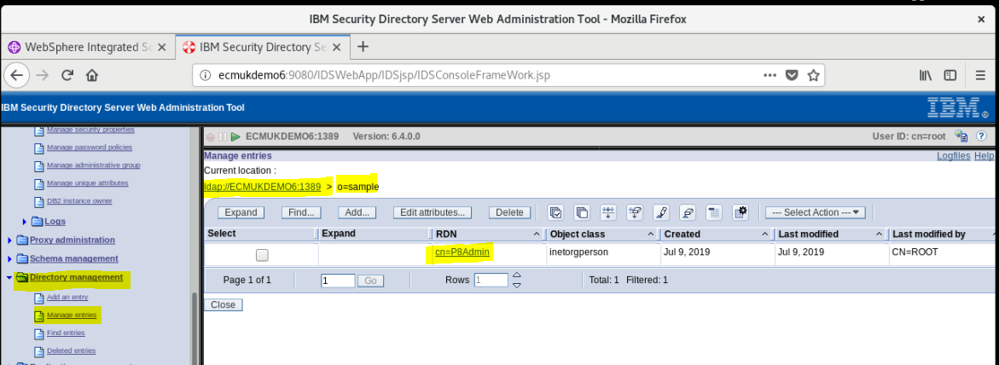 IBM Security Directory Server Web Administration Tool - Mozilla Firefox ×
WebSphere Integrated So × IBM Security Directory Se × +
ecmukdemo6:9080/IDSWebApp/IDSjsp/IDSConsoleFrameWork.jsp
IBM Security Directory Server Web Administration Tool IBM
Manage security properties
Manage password policies
Manage administrative group
Manage unique attributes
DB2 instance owner
Logs
Proxy administration
Schema management
Directory management
Add an entry
Manage entries
Find entries
Deleted entries
ECMUKDEMO6:1389 Version: 6.4.0.0 User ID: cn=root ?
Manage entries Logfiles Help
Current location :
ldap://ECMUKDEMO6:1389 > o=sample
Expand Find... Add... Edit attributes... Delete --- Select Action ---
Select Expand RDN Object class Created Last modified Last modified by
cn=P8Admin inetorgperson Jul 9, 2019 Jul 9, 2019 CN=ROOT
Page 1 of 1 1 Go Rows 1 Total: 1 Filtered: 1
Close